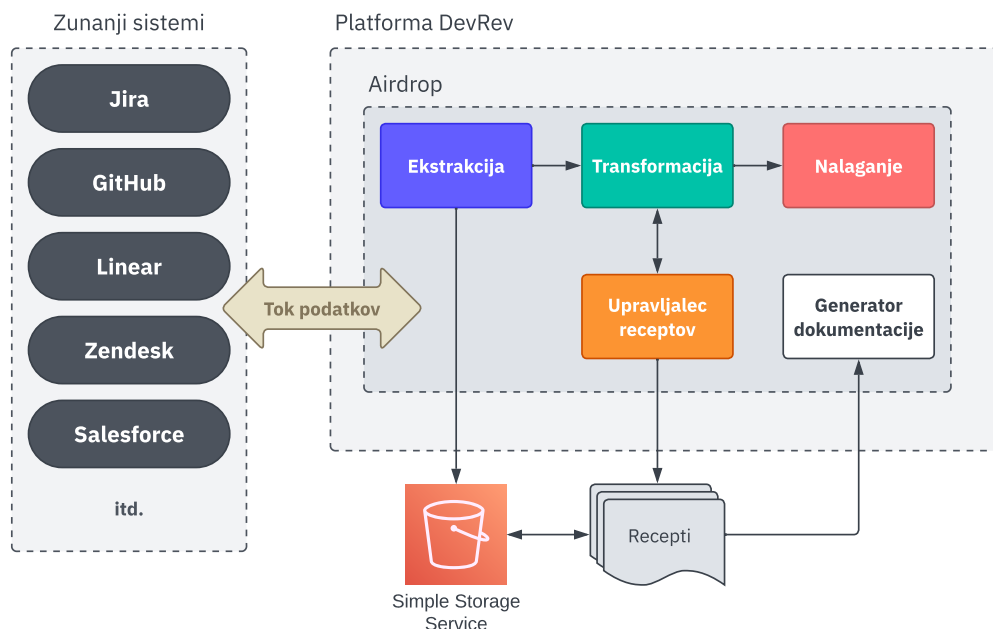 Zunanji sistemi
Jira
GitHub
Linear
Zendesk
Salesforce
itd.
Tok podatkov
Platforma DevRev
Airdrop
Ekstrakcija
Transformacija
Nalaganje
Upravljalec
receptov
Generator
dokumentacije
Simple Storage
Service
Recepti